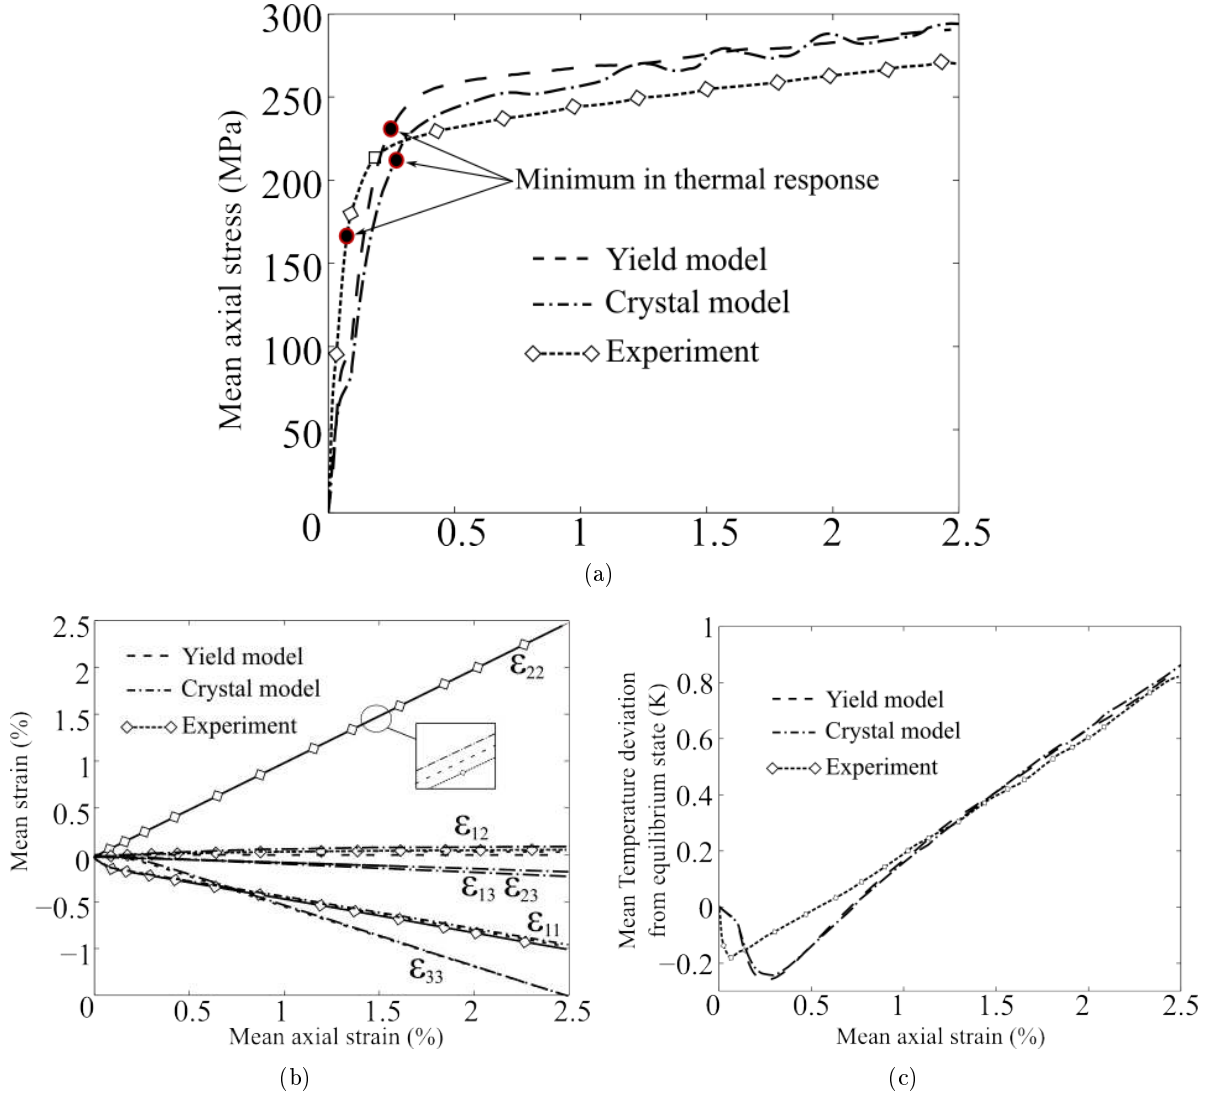 300
250
200
150
100
50
0
Mean axial stress (MPa)
Minimum in thermal response
Yield model
Crystal model
Experiment
0.5
1
1.5
2
2.5
(a)
2.5
2
1.5
1
0.5
0
−0.5
−1
Mean strain (%)
Yield model
Crystal model
Experiment
ε22
ε12
ε13 ε23
ε11
ε33
0
0.5
1
1.5
2
2.5
Mean axial strain (%)
(b)
1
0.8
0.6
0.4
0.2
0
−0.2
Mean Temperature deviation
from equilibrium state (K)
Yield model
Crystal model
Experiment
0
0.5
1
1.5
2
2.5
Mean axial strain (%)
(c)